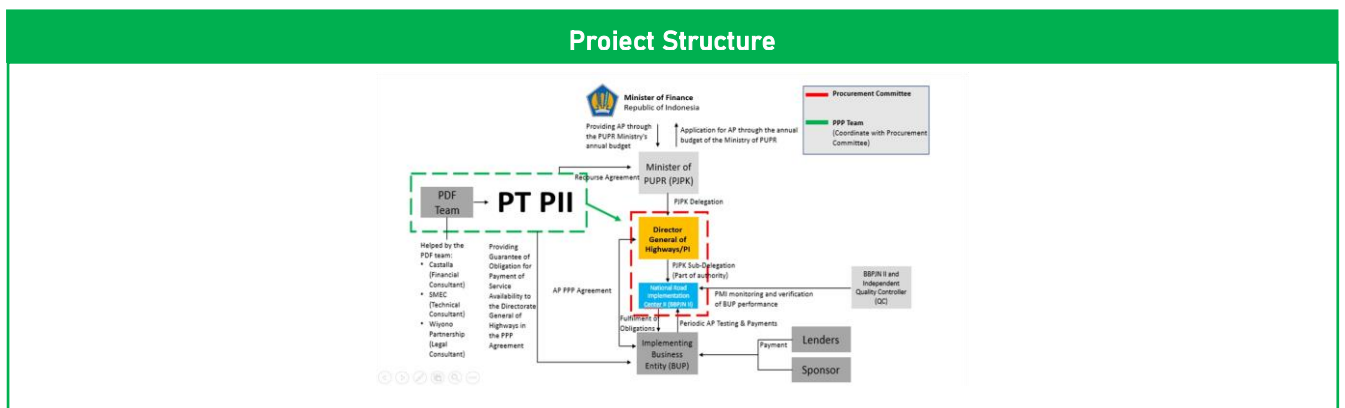 Project Structure
Minister of Finance
Republic of Indonesia
Procurement Committee
PPP Team
(Coordinate with Procurement
Committee)
Providing AP through
the PUPR Ministry's
annual budget
Application for AP through the annual
budget of the Ministry of PUPR
Minister of
PUPR (PJPK)
Recourse Agreement
PJPK Delegation
PDF
Team
PT PII
Director
General of
Highways/PI
Helped by the
PDF team:
• Castalla
(Financial
Consultant)
• SMEC
(Technical
Consultant)
• Wiyono
Partnership
(Legal
Consultant)
Providing
Guarantee of
Obligation for
Payment of
Service
Availability to
the Directorate
General of
Highways in
the PPP
Agreement
AP PPP Agreement
PJPK Sub-Delegation
(Part of authority)
National Road
Implementation
Center II (BBPJN II)
BBPJN II and
Independent
Quality Controller
(QC)
PMI monitoring and verification
of BUP performance
Fulfilment of
Obligations
Periodic AP Testing & Payments
Implementing
Business
Entity (BUP)
Payment
Lenders
Sponsor